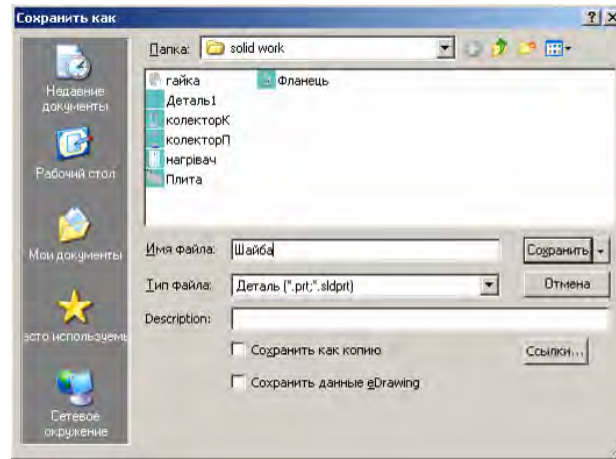 Сохранить как
Папка: solid work
Недавние
документы
Рабочий стол
Мои документы
асто используемы
Сетевое
окружение
гайка
Деталь1
колекторК
колекторП
нагрівач
Плита
Фланець
Имя файла: Шайба Сохранить
Тип файла: Деталь (*.prt;*.sldprt) Отмена
Description:
Сохранить как копию Ссылки...
Сохранить данные eDrawing